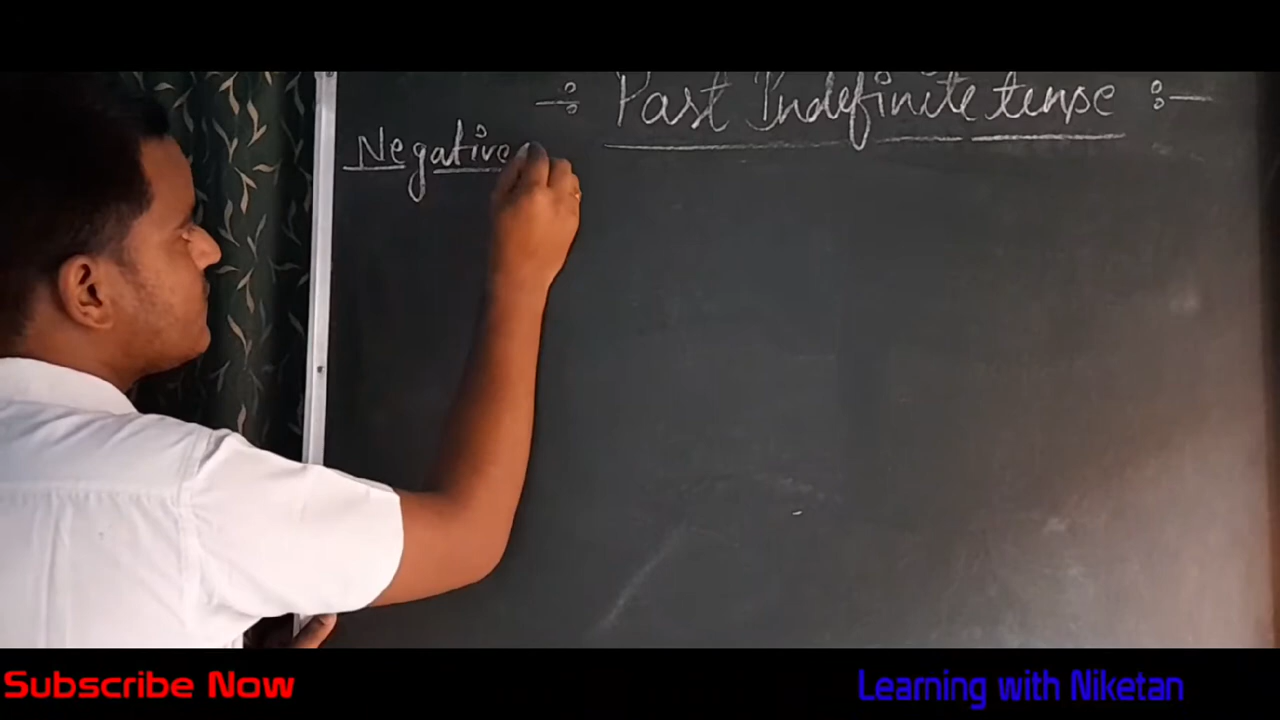 -: Past Indefinite tense :-
Negative
Subscribe Now
Learning with Niketan